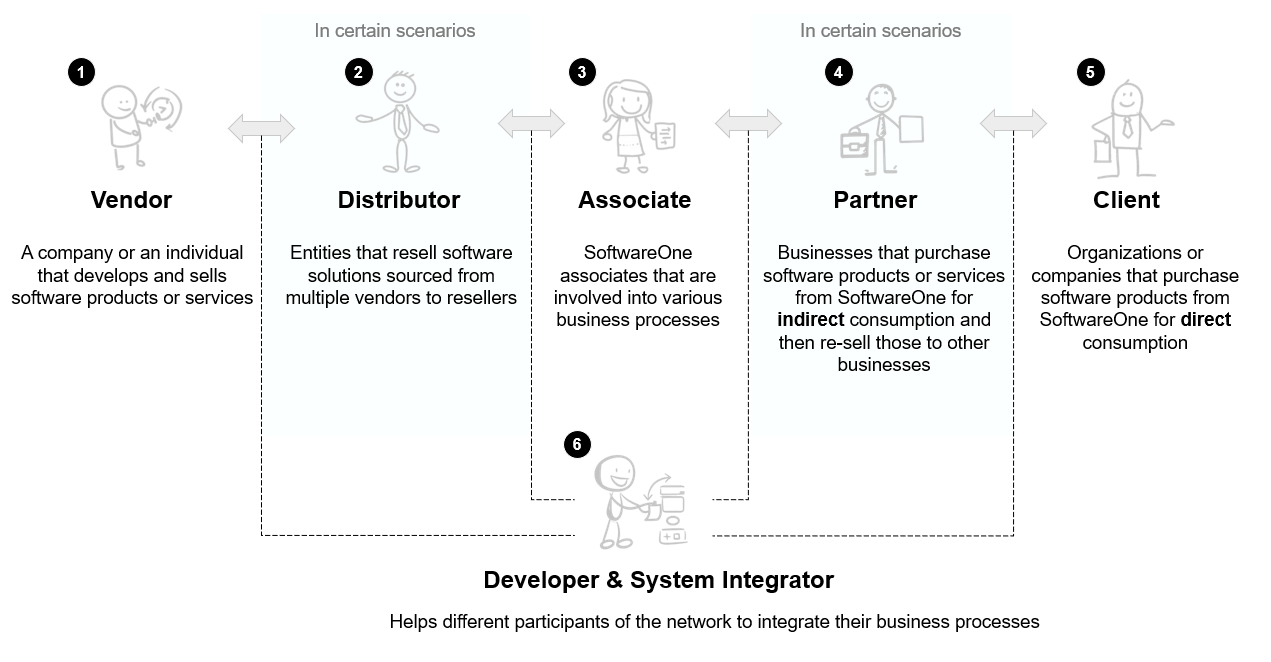 In certain scenarios
In certain scenarios
1
2
3
4
5
Vendor
Distributor
Associate
Partner
Client
A company or an individual
that develops and sells
software products or services
Entities that resell software
solutions sourced from
multiple vendors to resellers
SoftwareOne
associates that are
involved into various
business processes
Businesses that purchase
software products or services
from SoftwareOne for
indirect consumption and
then re-sell those to other
businesses
Organizations or
companies that purchase
software products from
SoftwareOne for direct
consumption
6
Developer & System Integrator
Helps different participants of the network to integrate their business processes